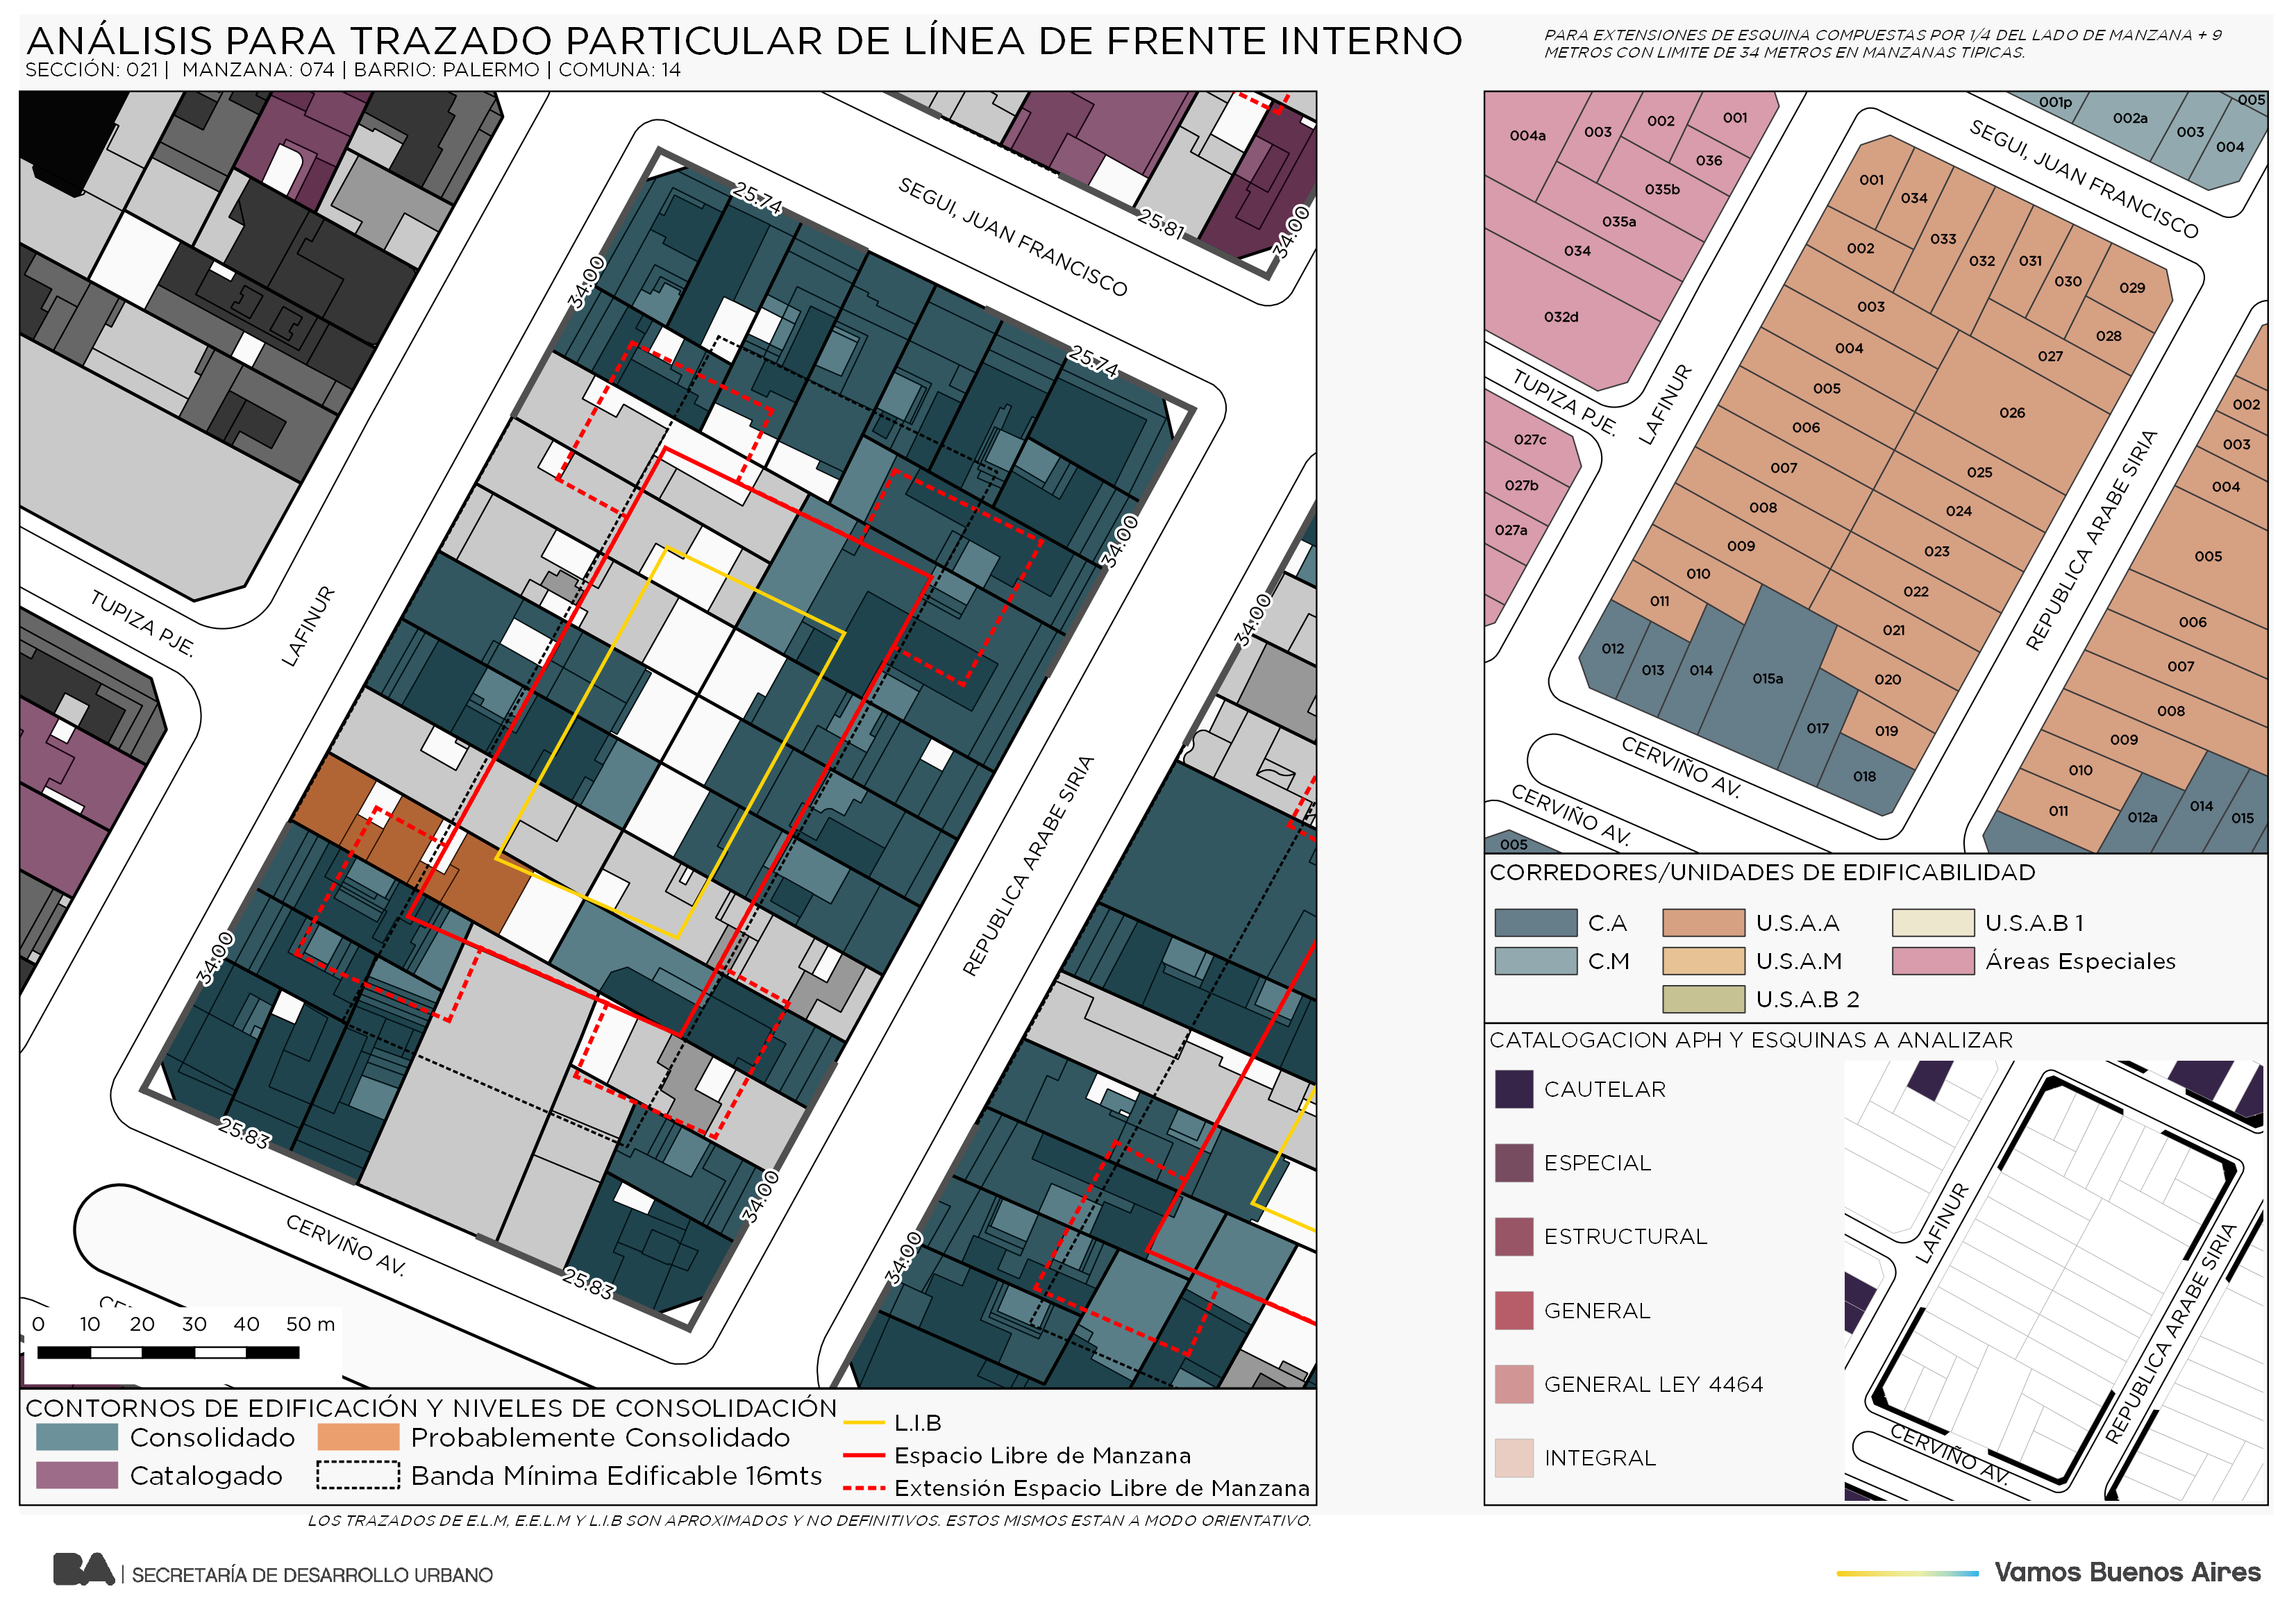 ANÁLISIS PARA TRAZADO PARTICULAR DE LÍNEA DE FRENTE INTERNO
SECCIÓN: 021 | MANZANA: 074 | BARRIO: PALERMO | COMUNA: 14
PARA EXTENSIONES DE ESQUINA COMPUESTAS POR 1/4 DEL LADO DE MANZANA + 9
METROS CON LIMITE DE 34 METROS EN MANZANAS TIPICAS.
25.74
SEGUI, JUAN FRANCISCO
25.81
34.00
34.00
25.74
34.00
34.00
TUPIZA PJE.
LAFINUR
REPUBLICA ARABE SIRIA
34.00
25.83
CERVIÑO AV.
25.83
34.00
34.00
0 10 20 30 40 50 m
CONTORNOS DE EDIFICACIÓN Y NIVELES DE CONSOLIDACIÓN
Consolidado
Probablemente Consolidado
Catalogado
Banda Mínima Edificable 16mts
L.I.B
Espacio Libre de Manzana
Extensión Espacio Libre de Manzana
LOS TRAZADOS DE E.L.M, E.E.L.M Y L.I.B SON APROXIMADOS Y NO DEFINITIVOS. ESTOS MISMOS ESTAN A MODO ORIENTATIVO.
004a
003
002
001
036
035b
035a
034
032d
001p
002a
003
004
005
SEGUI, JUAN FRANCISCO
001
034
033
032
031
030
029
028
027
002
003
004
005
006
007
008
009
010
011
026
025
024
023
022
021
020
019
012
013
014
015a
017
018
TUPIZA PJE.
LAFINUR
REPUBLICA ARABE SIRIA
027c
027b
027a
002
003
004
005
006
007
008
009
010
011
012a
014
015
CERVIÑO AV.
CERVIÑO AV.
005
CORREDORES/UNIDADES DE EDIFICABILIDAD
C.A
U.S.A.A
U.S.A.B 1
C.M
U.S.A.M
Áreas Especiales
U.S.A.B 2
CATALOGACION APH Y ESQUINAS A ANALIZAR
CAUTELAR
ESPECIAL
ESTRUCTURAL
GENERAL
GENERAL LEY 4464
INTEGRAL
LAFINUR
REPUBLICA ARABE SIRIA
CERVIÑO AV.
BA | SECRETARÍA DE DESARROLLO URBANO
Vamos Buenos Aires